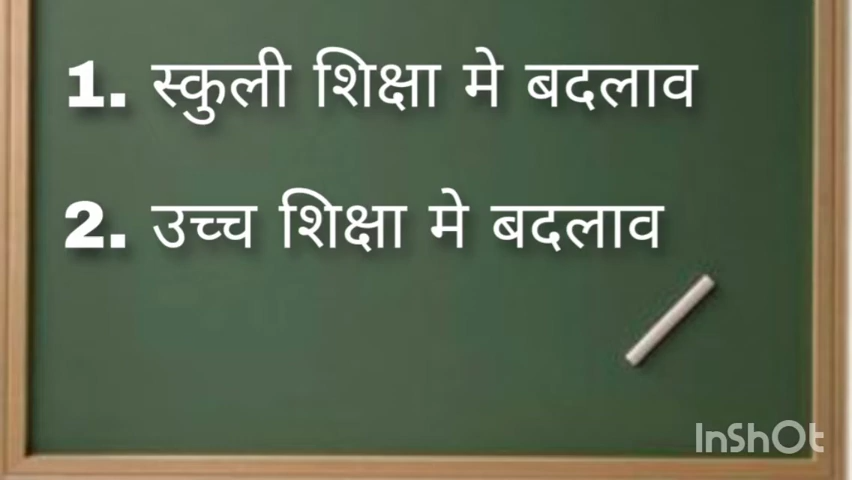 1. स्कुली शिक्षा मे बदलाव
2. उच्च शिक्षा मे बदलाव
InShOt